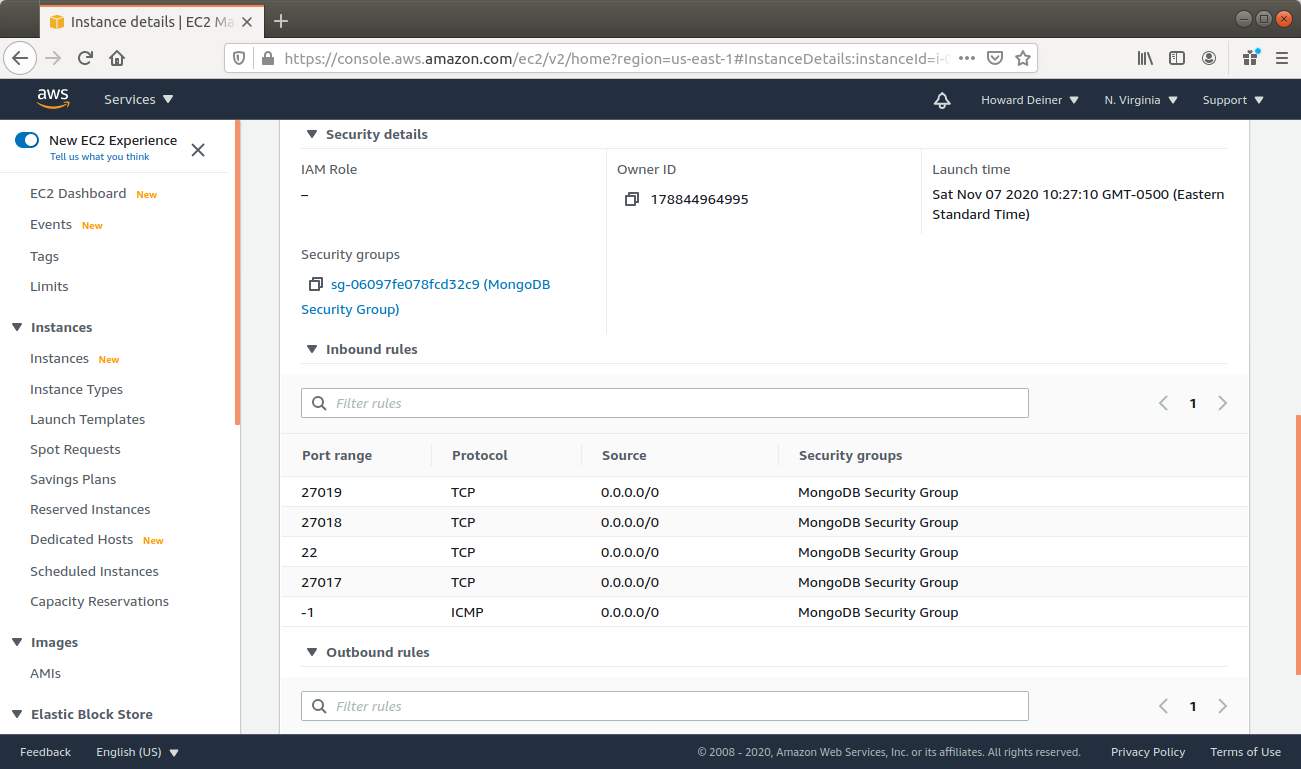 Instance details | EC2 Ma
https://console.aws.amazon.com/ec2/v2/home?region=us-east-1#InstanceDetails:instanceId=i-0
aws
Services
Howard Deiner
N. Virginia
Support
New EC2 Experience
Tell us what you think
EC2 Dashboard New
Events New
Tags
Limits
Instances
Instances New
Instance Types
Launch Templates
Spot Requests
Savings Plans
Reserved Instances
Dedicated Hosts New
Scheduled Instances
Capacity Reservations
Images
AMIs
Elastic Block Store
Security details
IAM Role
–
Owner ID
178844964995
Launch time
Sat Nov 07 2020 10:27:10 GMT-0500 (Eastern
Standard Time)
Security groups
sg-06097fe078fcd32c9 (MongoDB
Security Group)
Inbound rules
Filter rules
1
Port range Protocol Source Security groups
27019 TCP 0.0.0.0/0 MongoDB Security Group
27018 TCP 0.0.0.0/0 MongoDB Security Group
22 TCP 0.0.0.0/0 MongoDB Security Group
27017 TCP 0.0.0.0/0 MongoDB Security Group
-1 ICMP 0.0.0.0/0 MongoDB Security Group
Outbound rules
Filter rules
1
Feedback
English (US)
© 2008 - 2020, Amazon Web Services, Inc. or its affiliates. All rights reserved.
Privacy Policy
Terms of Use